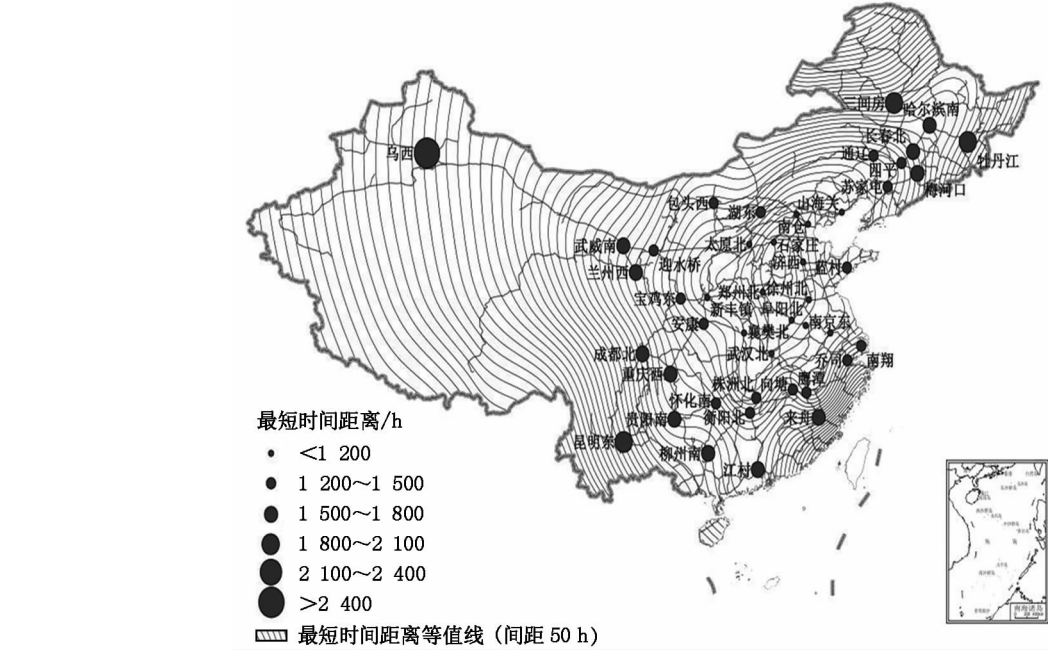 三间房
哈尔滨南
长春北
牡丹江
通辽
四平
梅河口
苏家屯
乌西
包头西
湖东
山海关
南仓
武威南
迎水桥
太原北
石家庄
兰州西
济西
蓝村
宝鸡东
新丰镇
郑州北
徐州北
阜阳北
安康
襄樊北
南京东
成都北
武汉北
乔司
南翔
重庆西
株洲北
向塘
鹰潭
怀化南
贵阳南
衡阳北
来舟
昆明东
柳州南
江村
最短时间距离/h
<1 200
1 200～1 500
1 500～1 800
1 800～2 100
2 100～2 400
>2 400
最短时间距离等值线（间距50 h）
南海诸岛